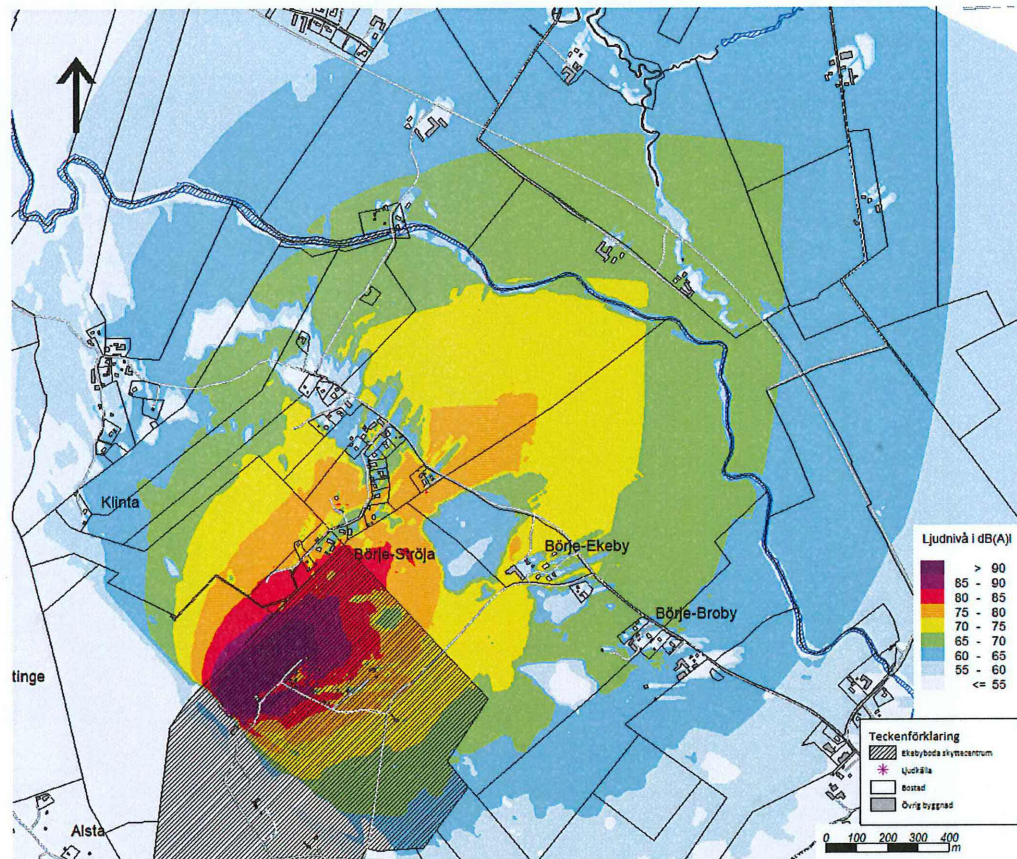 Klinta
Börje-Ströja
Börje-Ekeby
Börje-Broby
tinge
Alsta
Ljudnivå i dB(A)I
> 90
85 - 90
80 - 85
75 - 80
70 - 75
65 - 70
60 - 65
55 - 60
<= 55
Teckenförklaring
Ekebyboda skyttecentrum
Ljudkälla
Bostad
Övrig byggnad
0 100 200 300 400
m